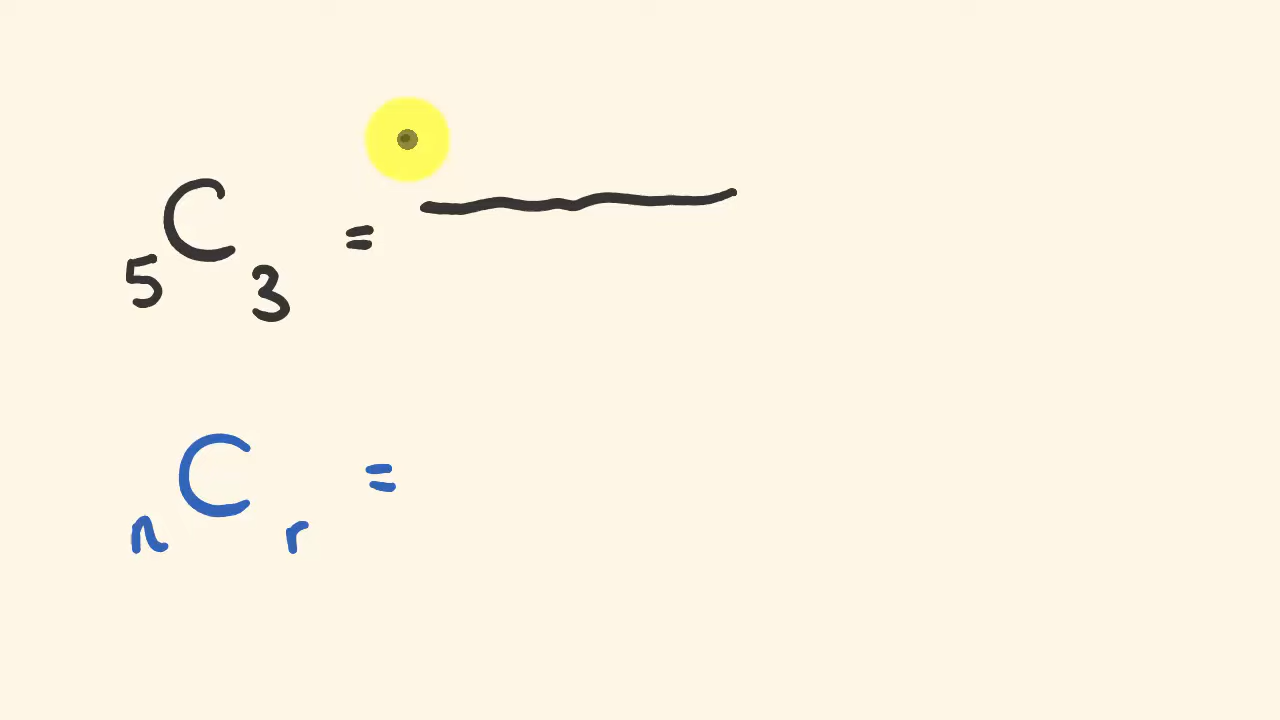 5C3 =
nCr =